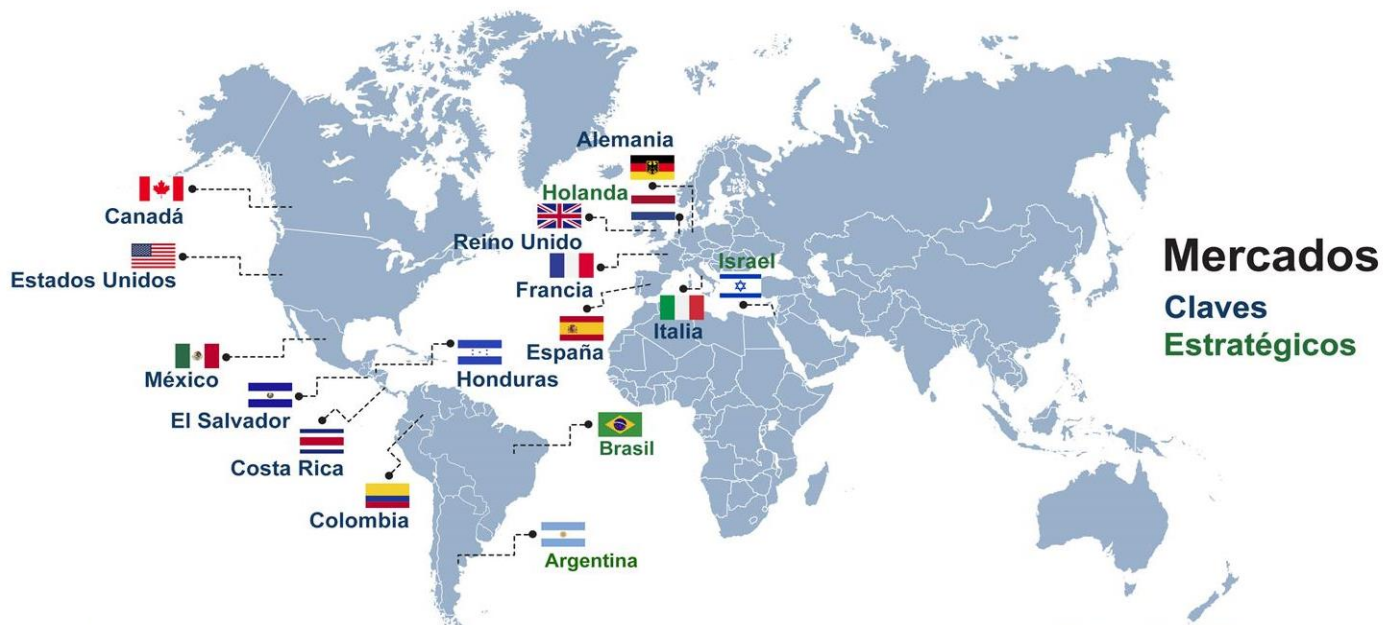 Alemania
Holanda
Canadá
Reino Unido
Israel
Estados Unidos
Francia
Italia
España
México
Honduras
El Salvador
Costa Rica
Brasil
Colombia
Argentina
Mercados
Claves
Estratégicos